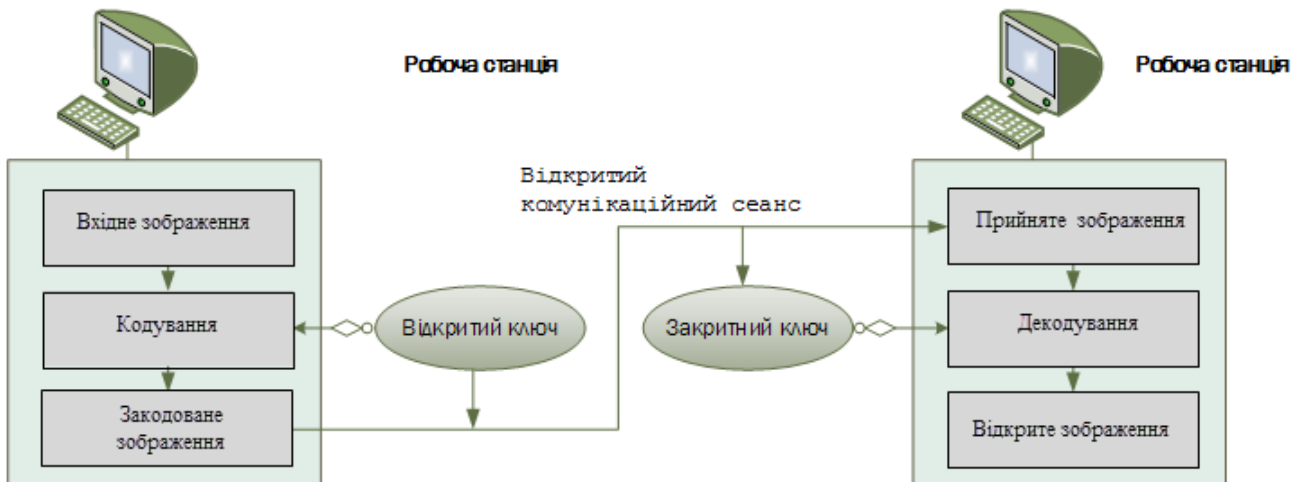 Робоча станція
Робоча станція
Вхідне зображення
Кодування
Закодоване
зображення
Відкритий ключ
Відкритий
комунікаційний сеанс
Закритний ключ
Прийняте зображення
Декодування
Відкрите зображення